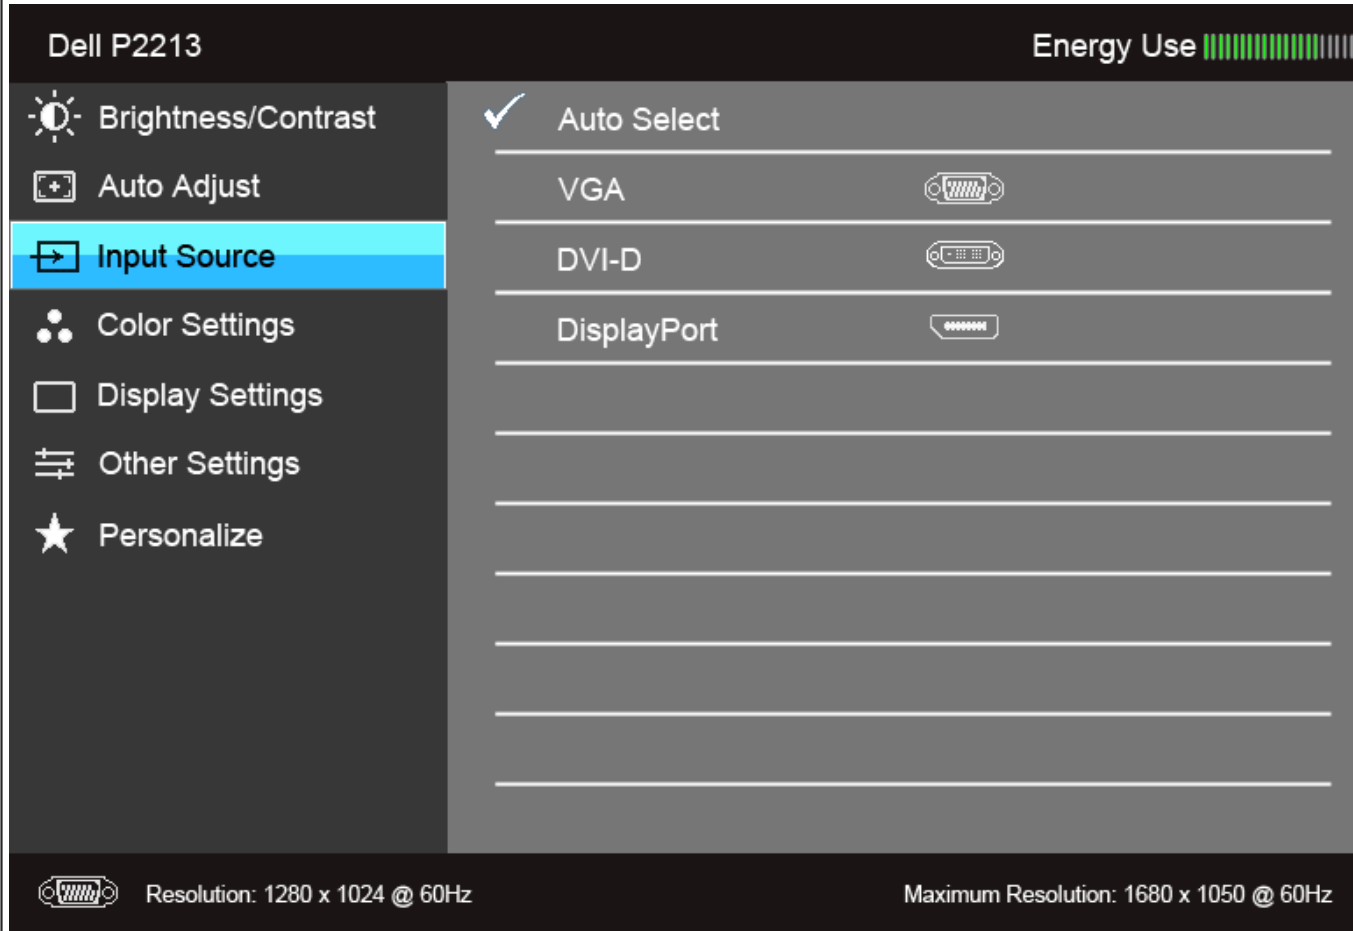 Dell P2213
Energy Use
Brightness/Contrast
Auto Adjust
Input Source
Color Settings
Display Settings
Other Settings
Personalize
Auto Select
VGA
DVI-D
DisplayPort
Resolution: 1280 x 1024 @ 60Hz
Maximum Resolution: 1680 x 1050 @ 60Hz